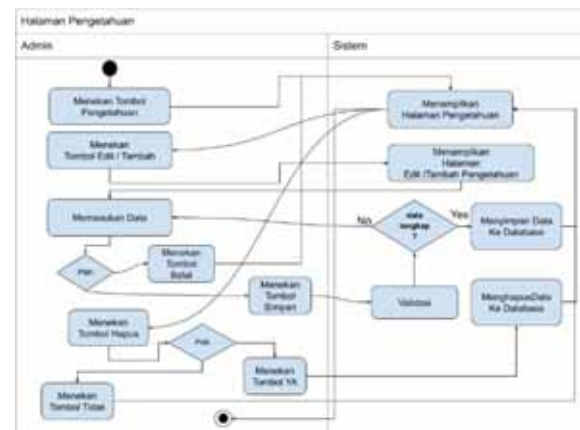 Halaman Pengetahuan
Admin
Sistem
Menekan Tombol
Pengetahuan
Menampilkan
Halaman Pengetahuan
Menekan
Tombol Edit / Tambah
Menampilkan
Halaman
Edit /Tambah Pengetahuan
Memasukan Data
No
data
lengkap
?
Yes
Menyimpan Data
Ke Database
Pilih
Menekan
Tombol
Batal
Menekan
Tombol
Simpan
Validasi
MenghapusData
Ke Database
Menekan
Tombol Hapus
Pilih
Menekan
Tombol YA
Menekan
Tombol Tidak